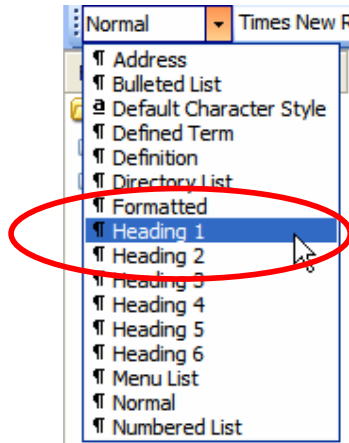 Normal Times New R
¶ Address
¶ Bulleted List
a Default Character Style
¶ Defined Term
¶ Definition
¶ Directory List
¶ Formatted
¶ Heading 1
¶ Heading 2
¶ Heading 3
¶ Heading 4
¶ Heading 5
¶ Heading 6
¶ Menu List
¶ Normal
¶ Numbered List